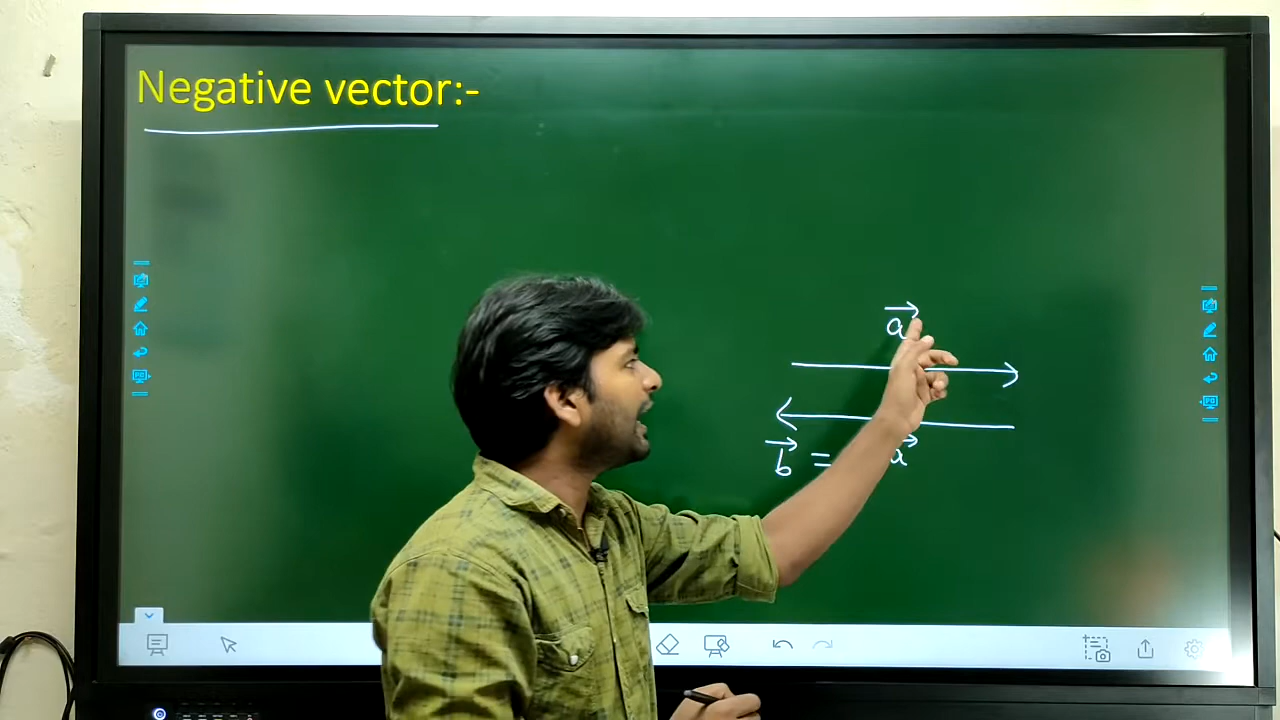 Negative vector:-
a⃗
b⃗ = a⃗